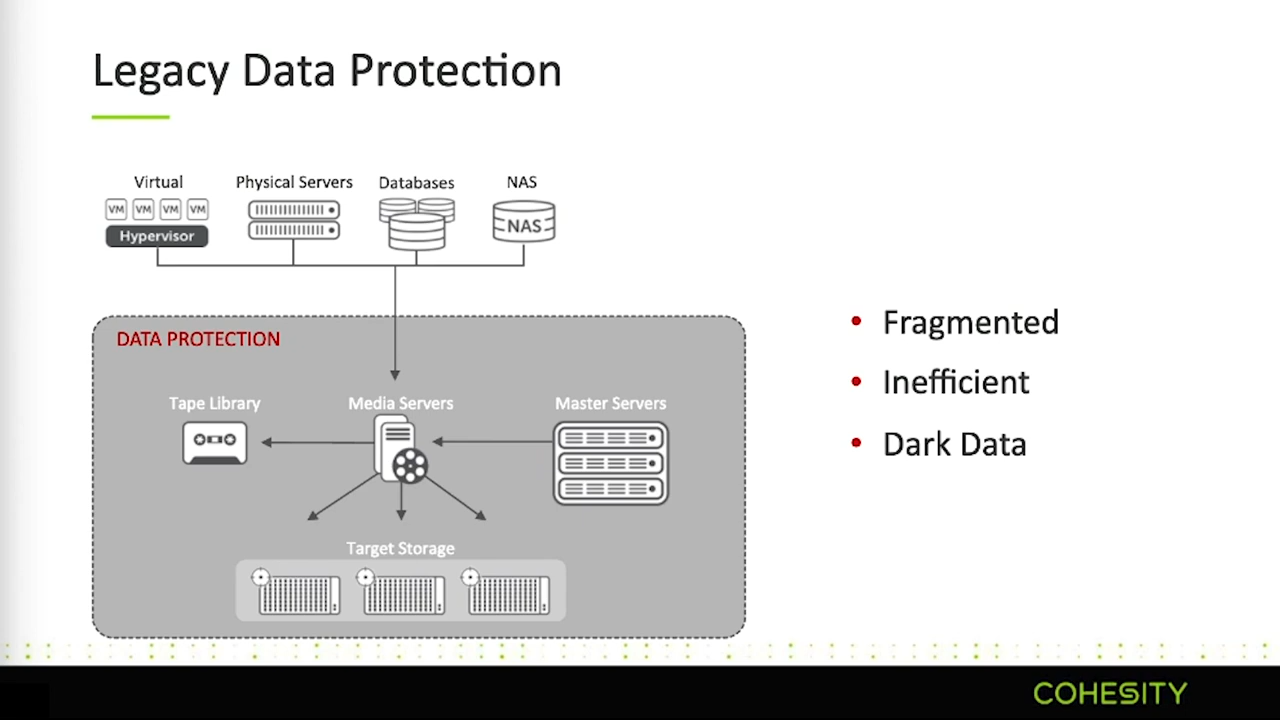 Legacy Data Protection
Virtual
Physical Servers
Databases
NAS
VM VM VM VM
Hypervisor
NAS
DATA PROTECTION
Tape Library
Media Servers
Master Servers
Target Storage
• Fragmented
• Inefficient
• Dark Data
COHESITY